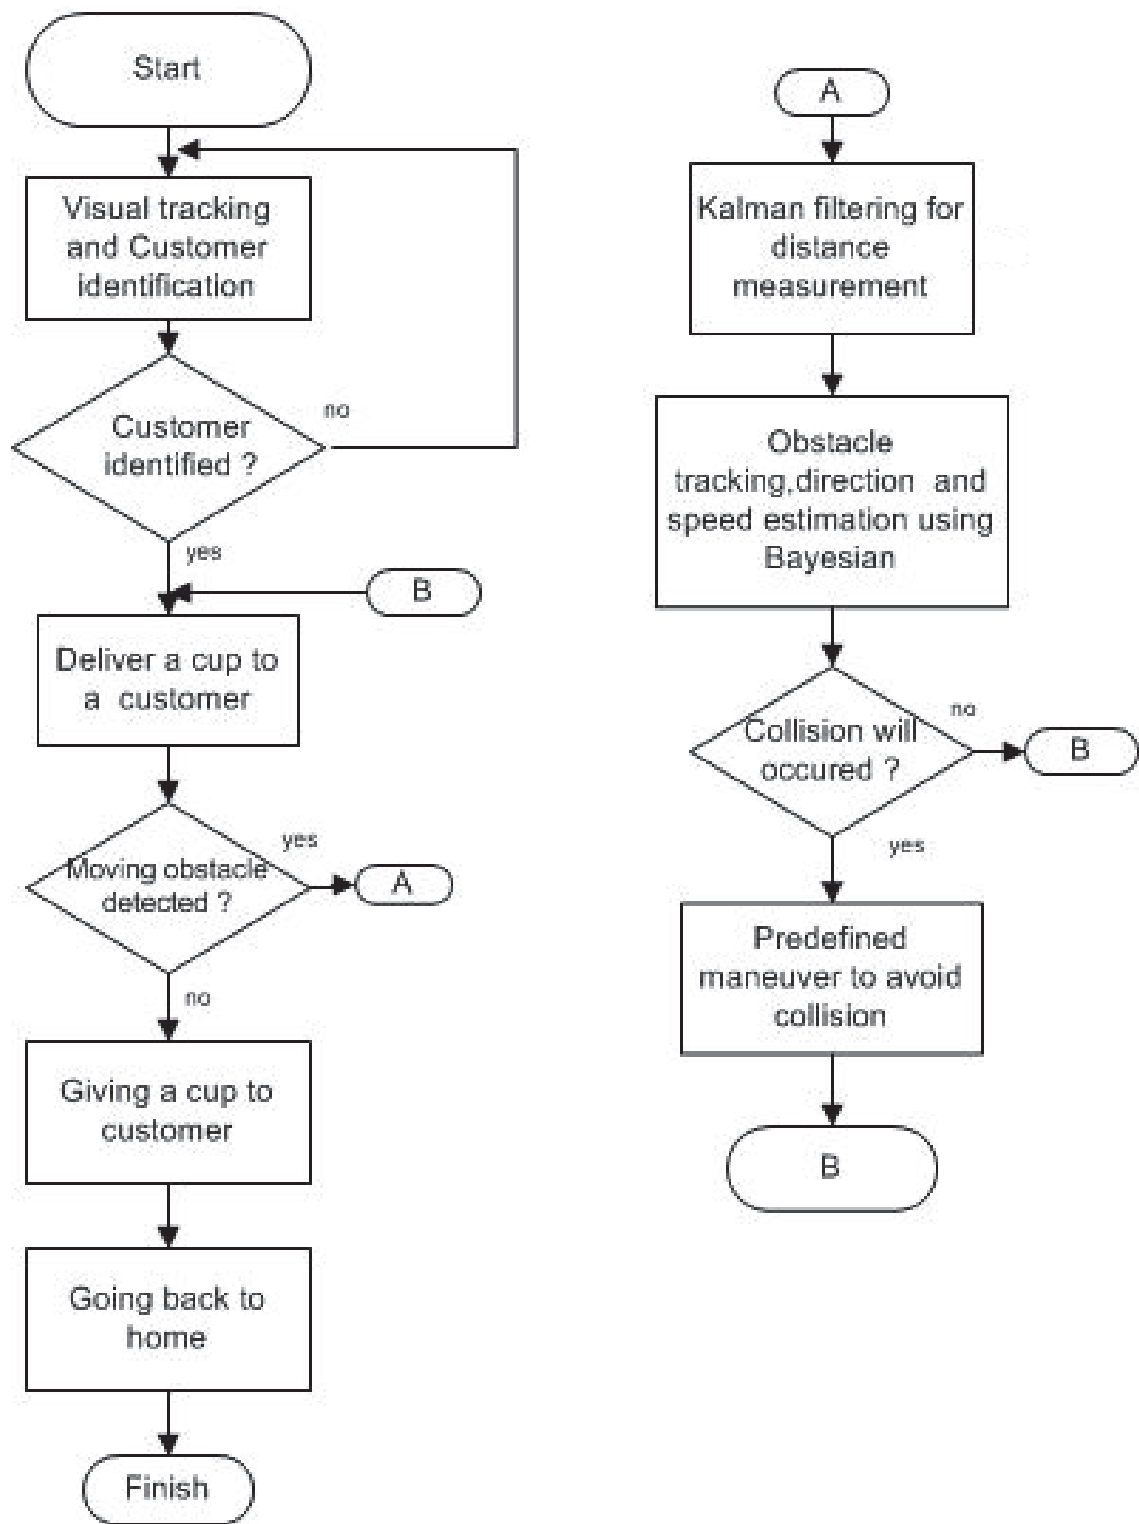 Start
Visual tracking
and Customer
identification
Customer
identified ?
no
yes
B
Deliver a cup to
a customer
Moving obstacle
detected ?
yes
A
no
Giving a cup to
customer
Going back to
home
Finish
A
Kalman filtering for
distance
measurement
Obstacle
tracking,direction and
speed estimation using
Bayesian
Collision will
occured ?
no
B
yes
Predefined
maneuver to avoid
collision
B